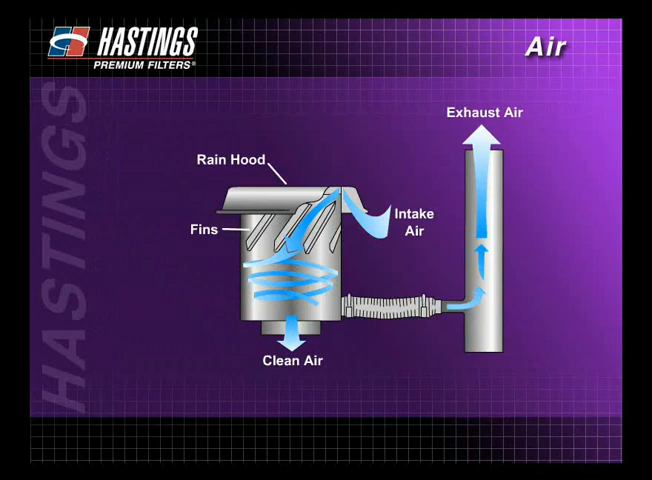 HASTINGS
PREMIUM FILTERS®
Air
HASTINGS
Exhaust Air
Rain Hood
Intake
Air
Fins
Clean Air